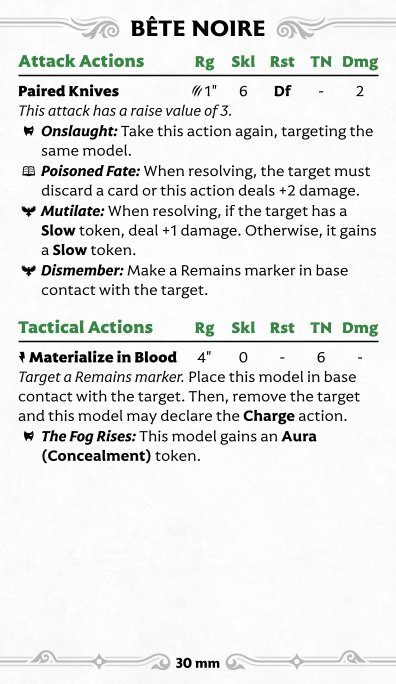 BÊTE NOIRE
Attack Actions Rg Skl Rst TN Dmg
Paired Knives 1" 6 Df - 2
This attack has a raise value of 3.
Onslaught: Take this action again, targeting the
same model.
Poisoned Fate: When resolving, the target must
discard a card or this action deals +2 damage.
Mutilate: When resolving, if the target has a
Slow token, deal +1 damage. Otherwise, it gains
a Slow token.
Dismember: Make a Remains marker in base
contact with the target.
Tactical Actions Rg Skl Rst TN Dmg
Materialize in Blood 4" 0 - 6 -
Target a Remains marker. Place this model in base
contact with the target. Then, remove the target
and this model may declare the Charge action.
The Fog Rises: This model gains an Aura
(Concealment) token.
30 mm